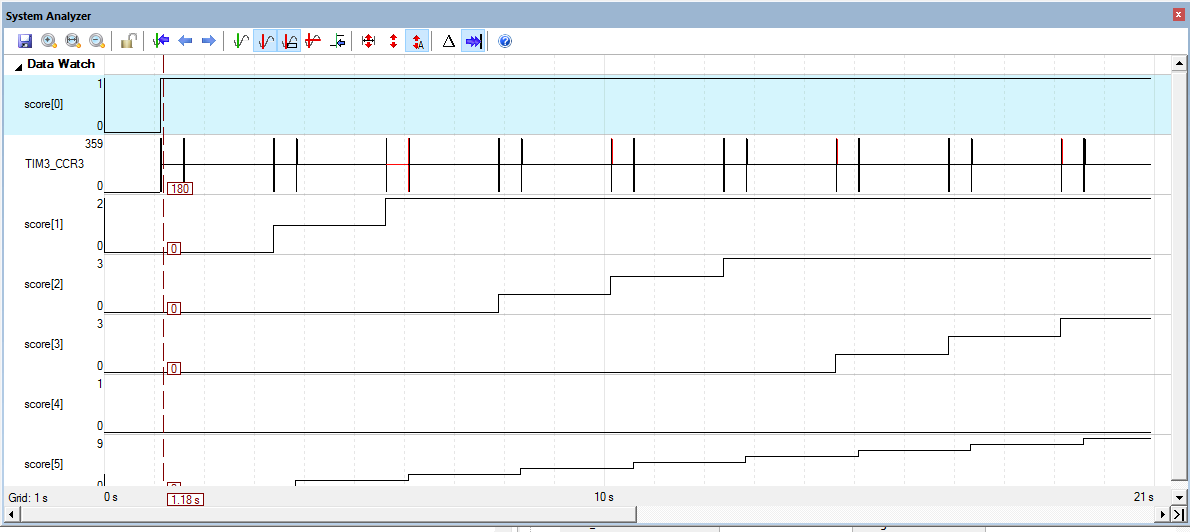 System Analyzer
Data Watch
1
score[0]
0
359
TIM3_CCR3
0
180
2
score[1]
0
0
3
score[2]
0
0
3
score[3]
0
0
1
score[4]
0
9
score[5]
Grid: 1 s
0 s
1.18 s
10 s
21 s